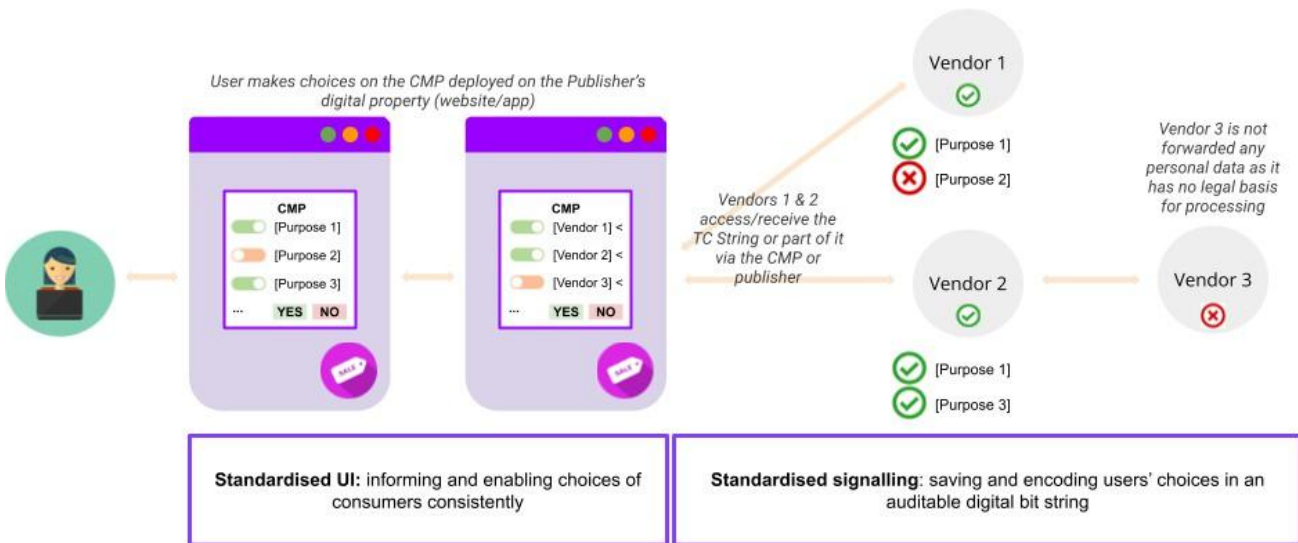 User makes choices on the CMP deployed on the Publisher’s
digital property (website/app)
CMP
[Purpose 1]
[Purpose 2]
[Purpose 3]
... YES NO
SALE
CMP
[Vendor 1] <
[Vendor 2] <
[Vendor 3] <
... YES NO
SALE
Vendors 1 & 2
access/receive the
TC String or part of it
via the CMP or
publisher
Vendor 1
[Purpose 1]
[Purpose 2]
Vendor 2
[Purpose 1]
[Purpose 3]
Vendor 3 is not
forwarded any
personal data as it
has no legal basis
for processing
Vendor 3
Standardised UI: informing and enabling choices of
consumers consistently
Standardised signalling: saving and encoding users’ choices in an
auditable digital bit string